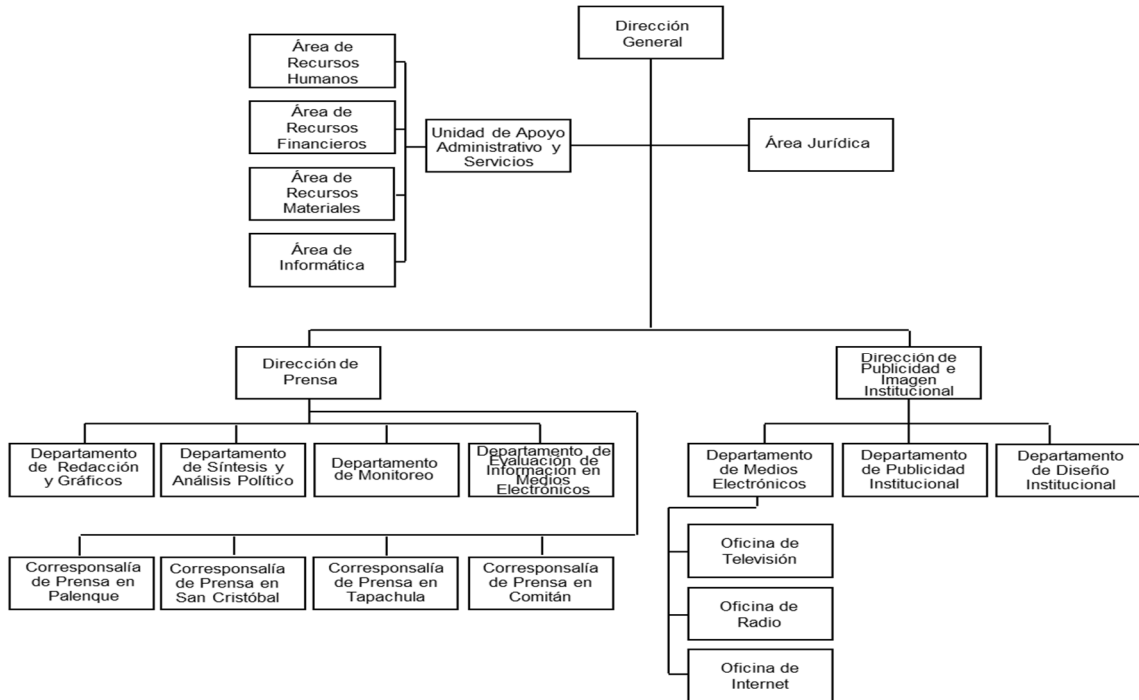 Dirección
General
Área de
Recursos
Humanos
Área de
Recursos
Financieros
Unidad de Apoyo
Administrativo y
Servicios
Área Jurídica
Área de
Recursos
Materiales
Área de
Informática
Dirección de
Prensa
Dirección de
Publicidad e
Imagen
Institucional
Departamento
de Redacción
y Gráficos
Departamento
de Síntesis y
Análisis Político
Departamento
de Monitoreo
Departamento de
Evaluación de
Información en
Medios
Electrónicos
Departamento
de Medios
Electrónicos
Departamento
de Publicidad
Institucional
Departamento
de Diseño
Institucional
Corresponsalía
de Prensa en
Palenque
Corresponsalía
de Prensa en
San Cristóbal
Corresponsalía
de Prensa en
Tapachula
Corresponsalía
de Prensa en
Comitán
Oficina de
Televisión
Oficina de
Radio
Oficina de
Internet